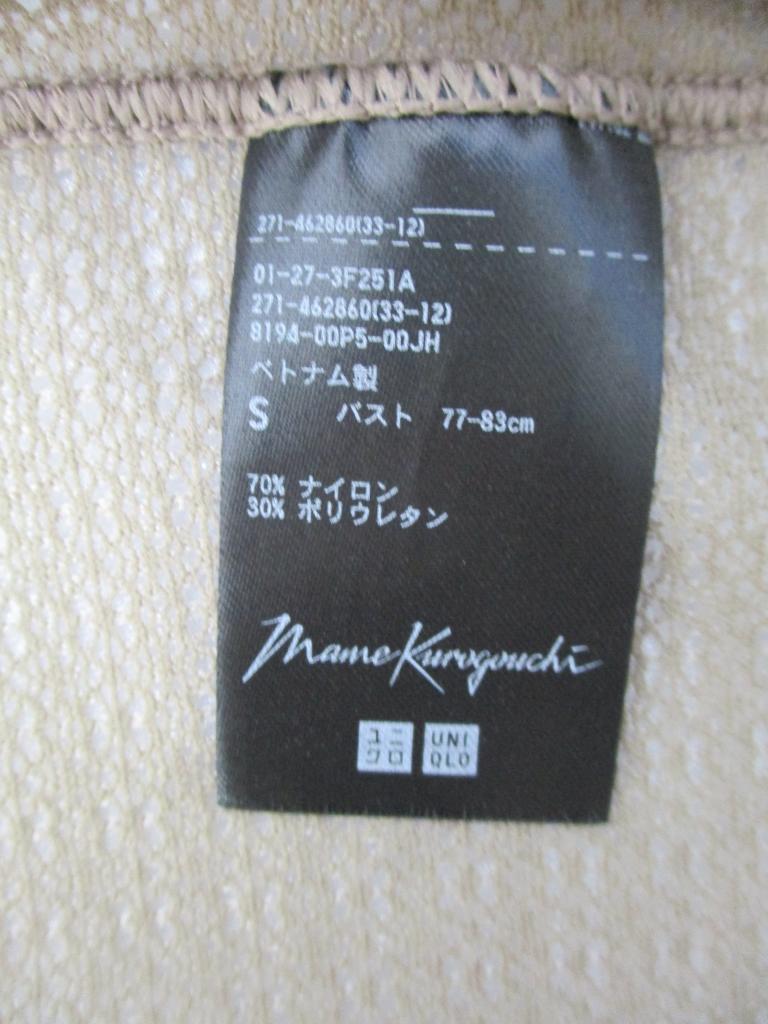 271-462860(33-12)
01-27-3F251A
271-462860(33-12)
8194-00P5-00JH
ベトナム製
S バスト 77-83cm
70% ナイロン
30% ポリウレタン
Mame Kurogouchi
ユニ UNI
クロ QLO